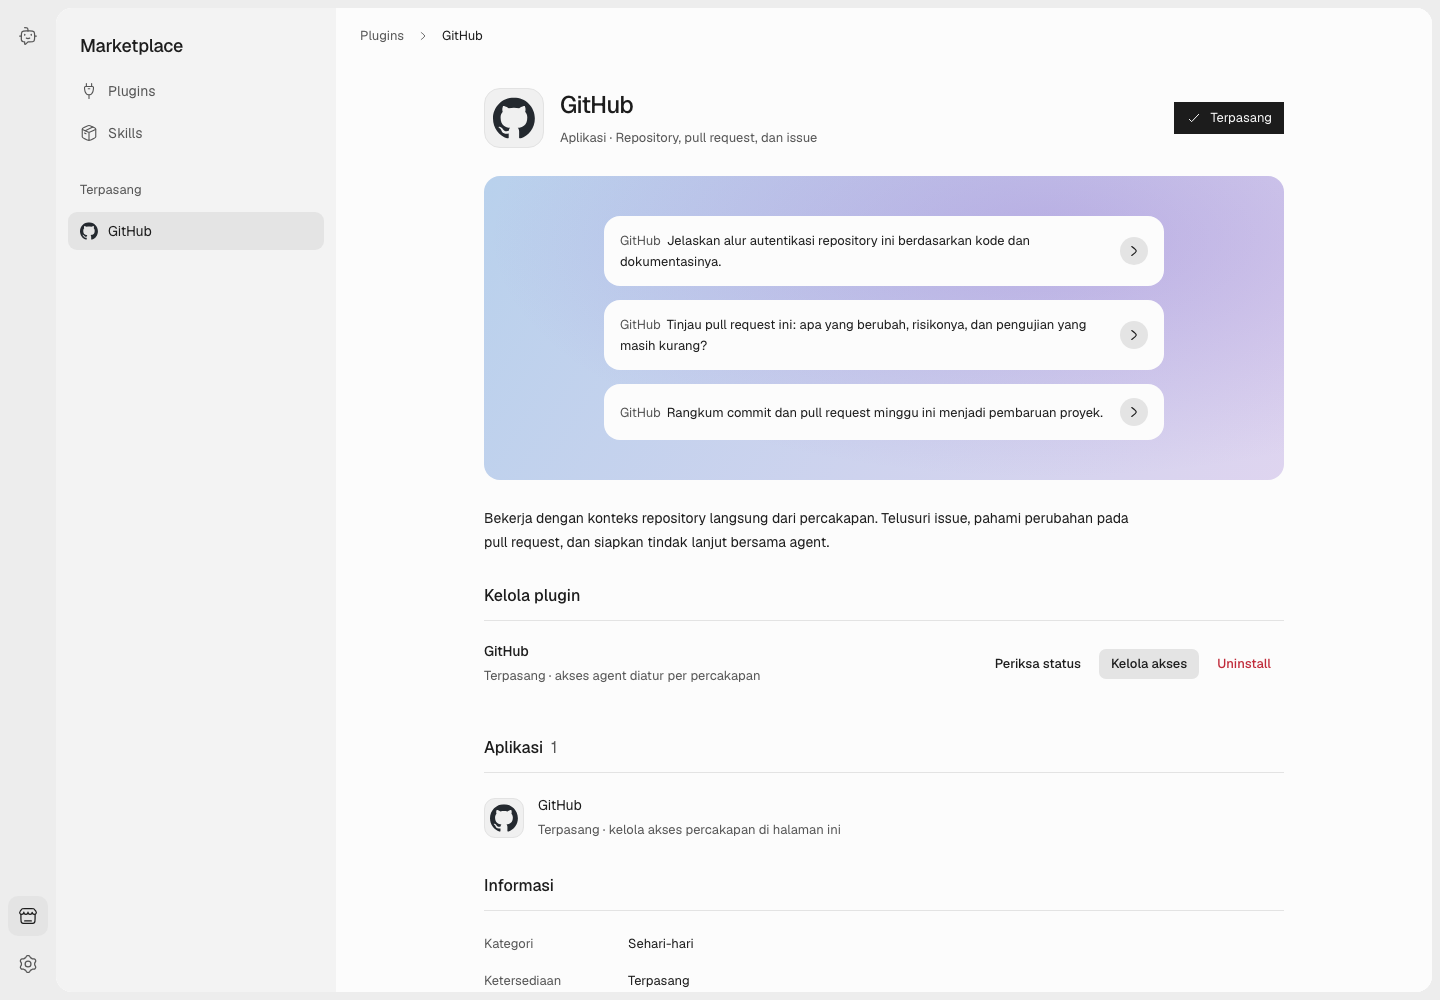 Marketplace
Plugins
Skills
Terpasang
GitHub
Plugins
GitHub
GitHub
Aplikasi · Repository, pull request, dan issue
Terpasang
GitHub Jelaskan alur autentikasi repository ini berdasarkan kode dan
dokumentasinya.
GitHub Tinjau pull request ini: apa yang berubah, risikonya, dan pengujian yang
masih kurang?
GitHub Rangkum commit dan pull request minggu ini menjadi pembaruan proyek.
Bekerja dengan konteks repository langsung dari percakapan. Telusuri issue, pahami perubahan pada
pull request, dan siapkan tindak lanjut bersama agent.
Kelola plugin
GitHub
Terpasang · akses agent diatur per percakapan
Periksa status
Kelola akses
Uninstall
Aplikasi 1
GitHub
Terpasang · kelola akses percakapan di halaman ini
Informasi
Kategori Sehari-hari
Ketersediaan Terpasang